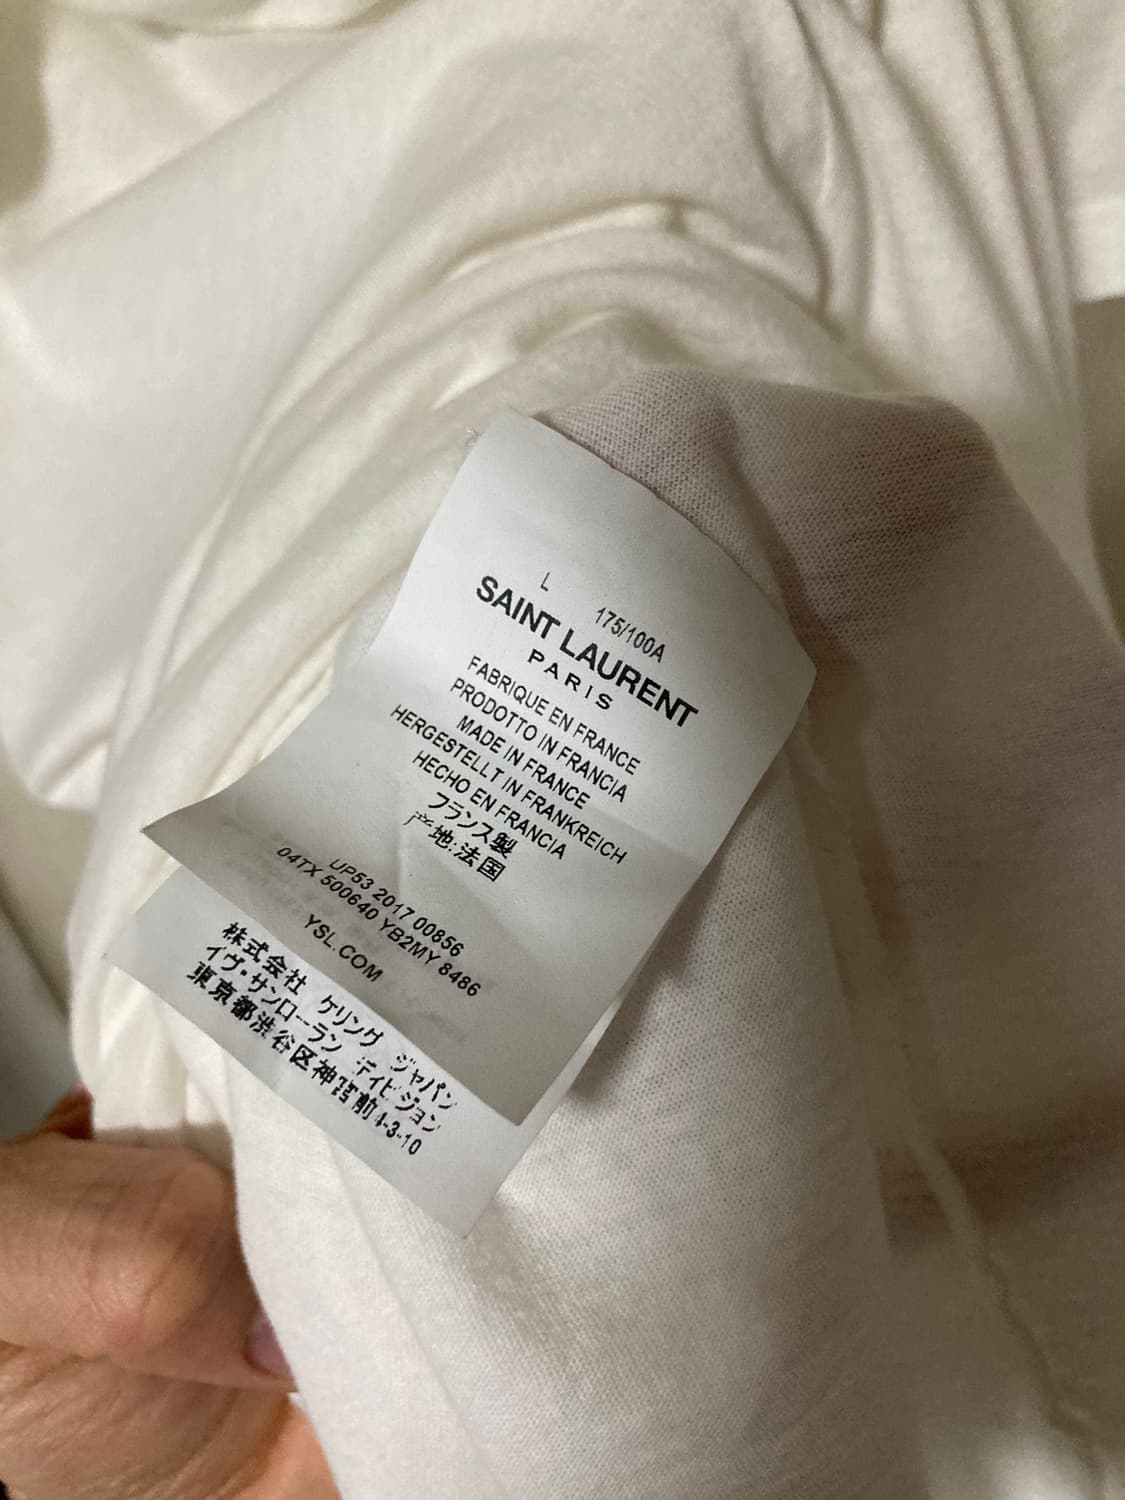 L 175/100A
SAINT LAURENT
PARIS
FABRIQUE EN FRANCE
PRODOTTO IN FRANCIA
MADE IN FRANCE
HERGESTELLT IN FRANKREICH
HECHO EN FRANCIA
フランス製
产地:法国
UP53 2017 00856
04TX 500640 YB2MY 8486
YSL.COM
株式会社 ケリング ジャパン
イヴ・サンローラン ディビジョン
東京都渋谷区神宮前4-3-10